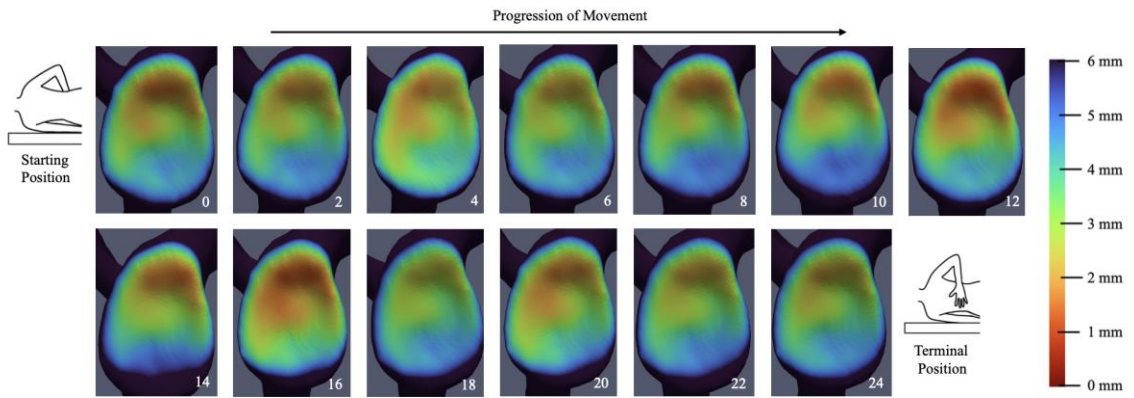 Progression of Movement
Starting
Position
0
2
4
6
8
10
12
14
16
18
20
22
24
Terminal
Position
6 mm
5 mm
4 mm
3 mm
2 mm
1 mm
0 mm